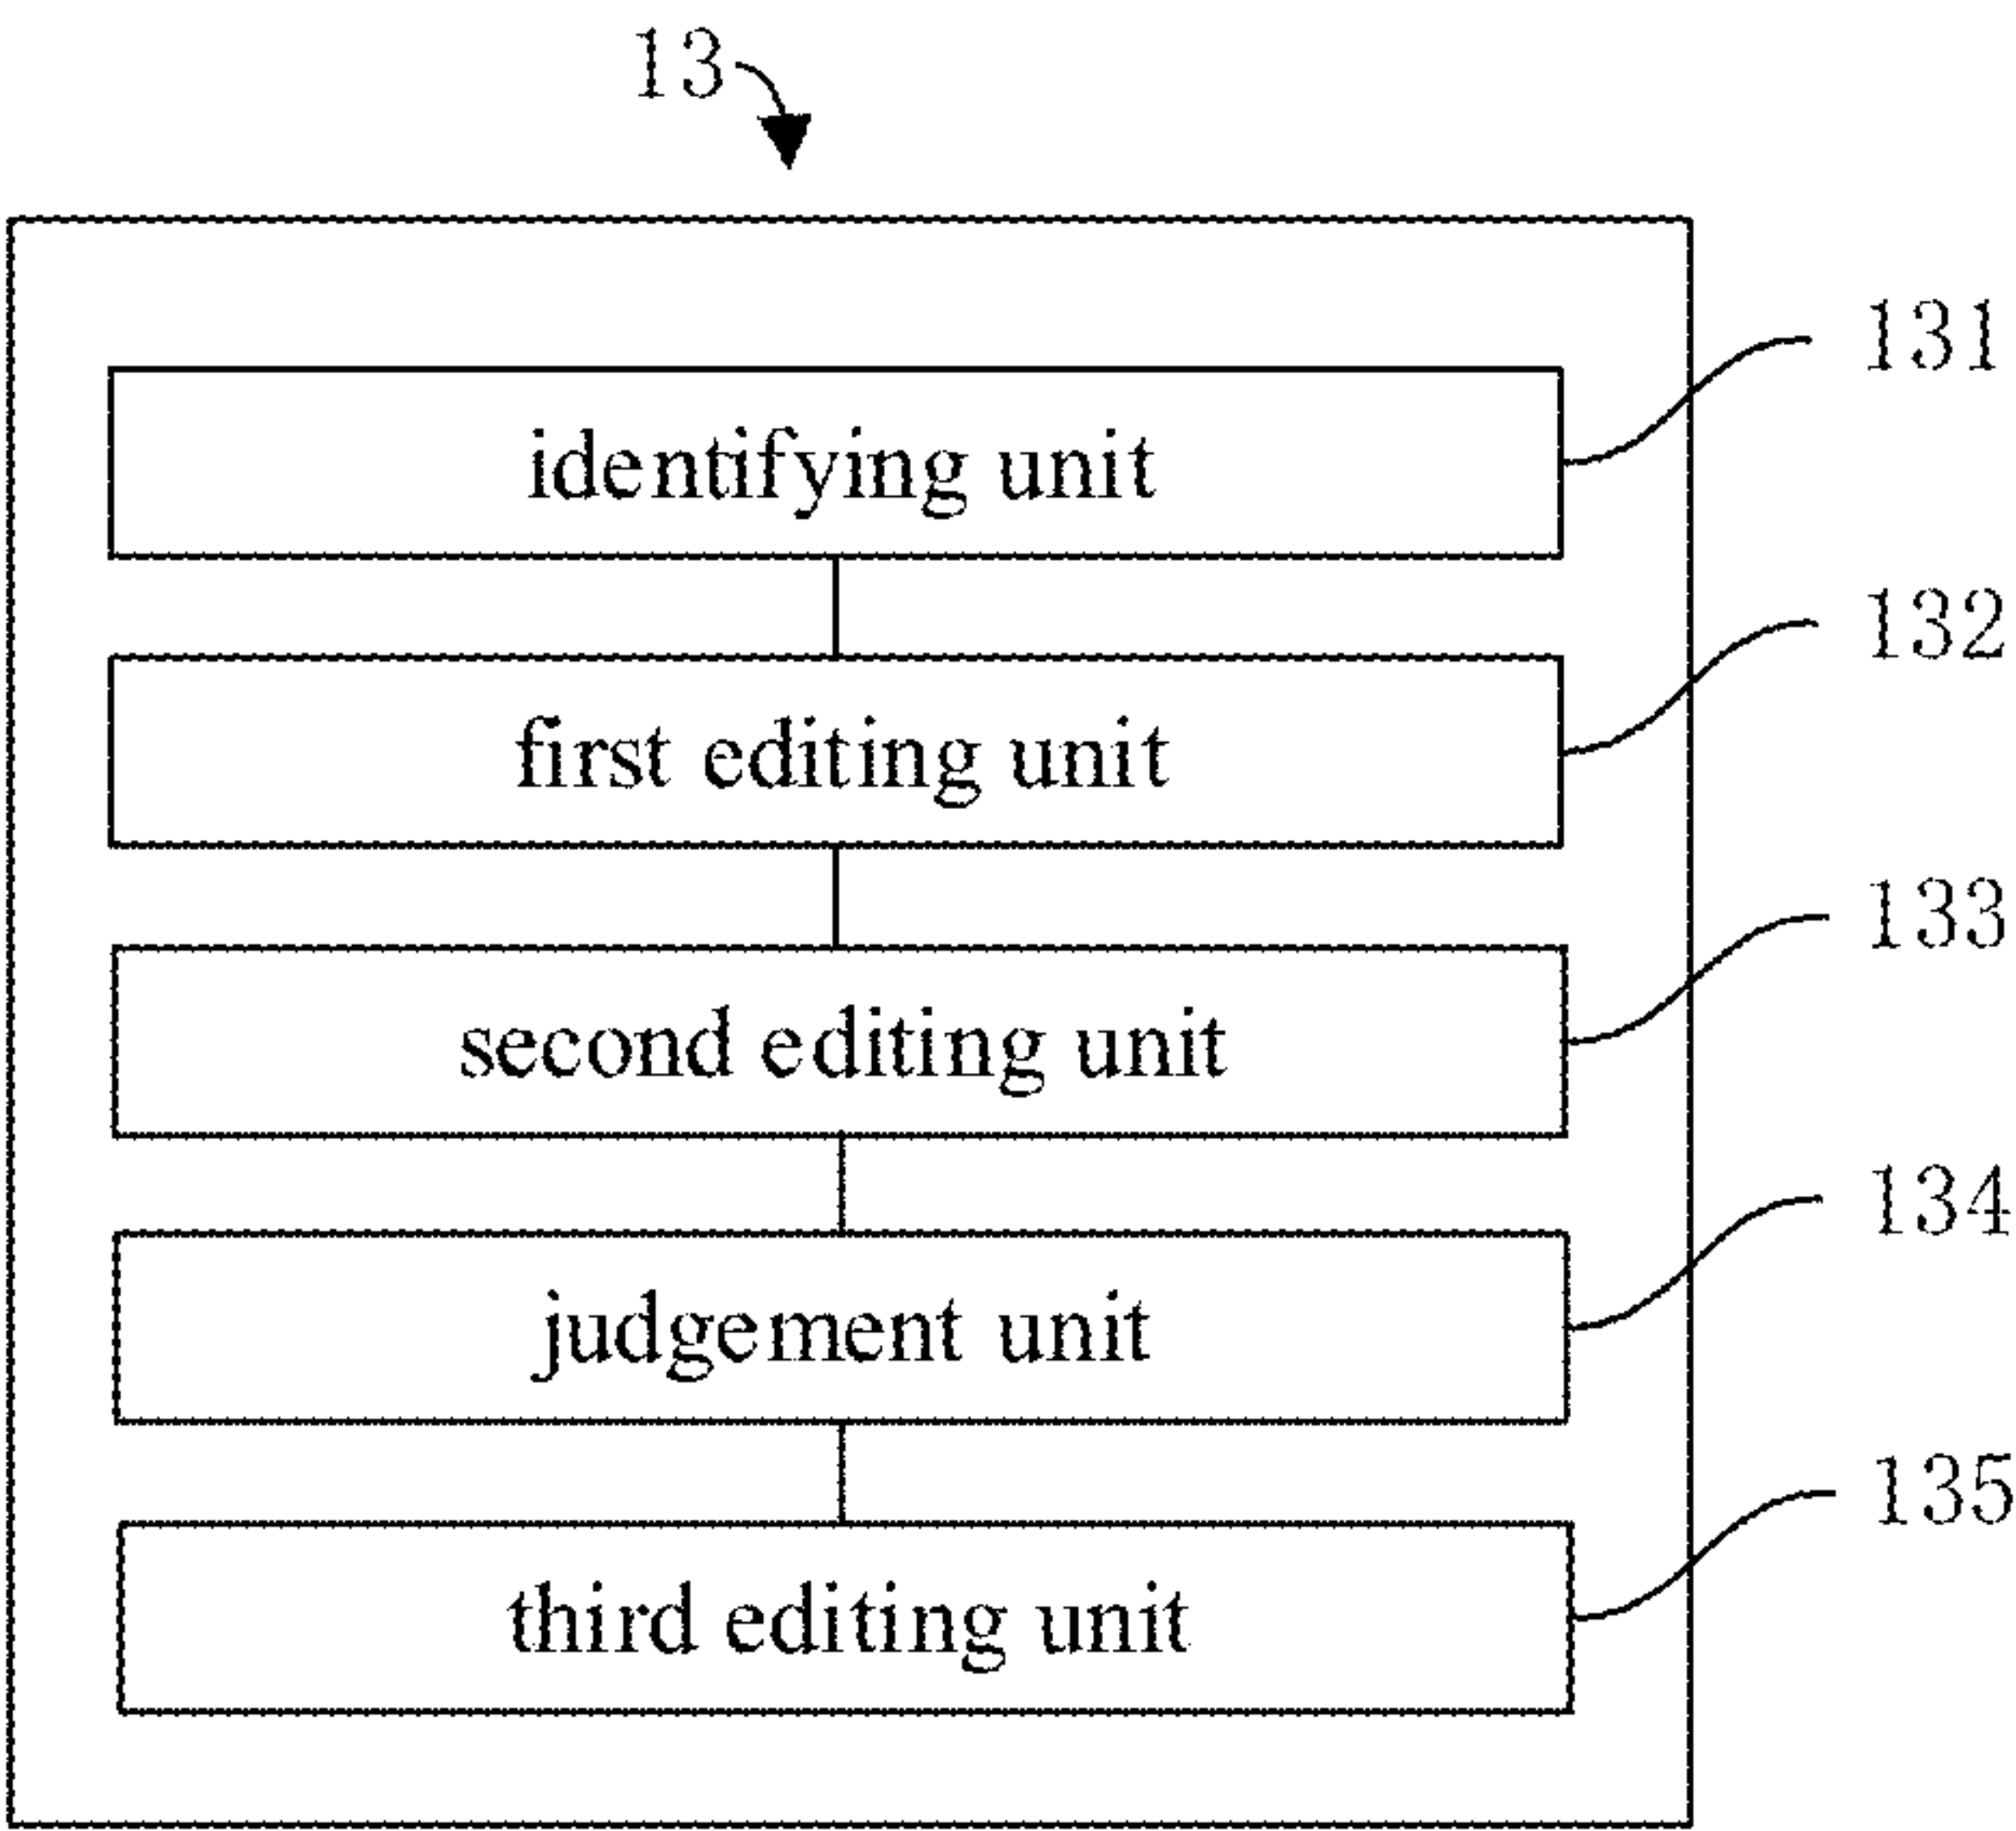 13
131
identifying unit
132
first editing unit
133
second editing unit
134
judgement unit
135
third editing unit